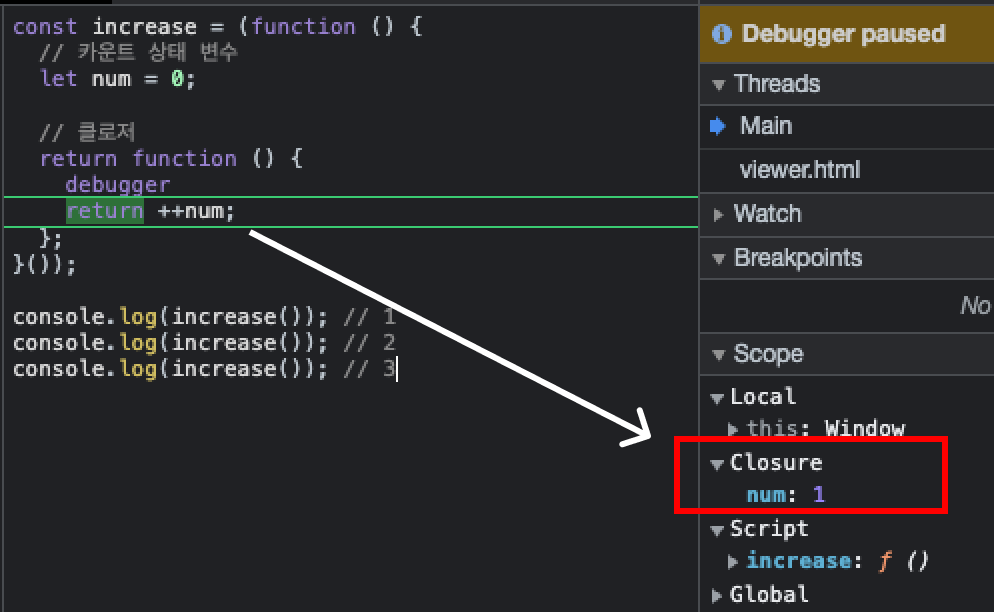 const increase = (function () {
  // 카운트 상태 변수
  let num = 0;

  // 클로저
  return function () {
    debugger
    return ++num;
  };
}());

console.log(increase()); // 1
console.log(increase()); // 2
console.log(increase()); // 3
Debugger paused
Threads
Main
viewer.html
Watch
Breakpoints
No
Scope
Local
this: Window
Closure
num: 1
Script
increase: ƒ ()
Global